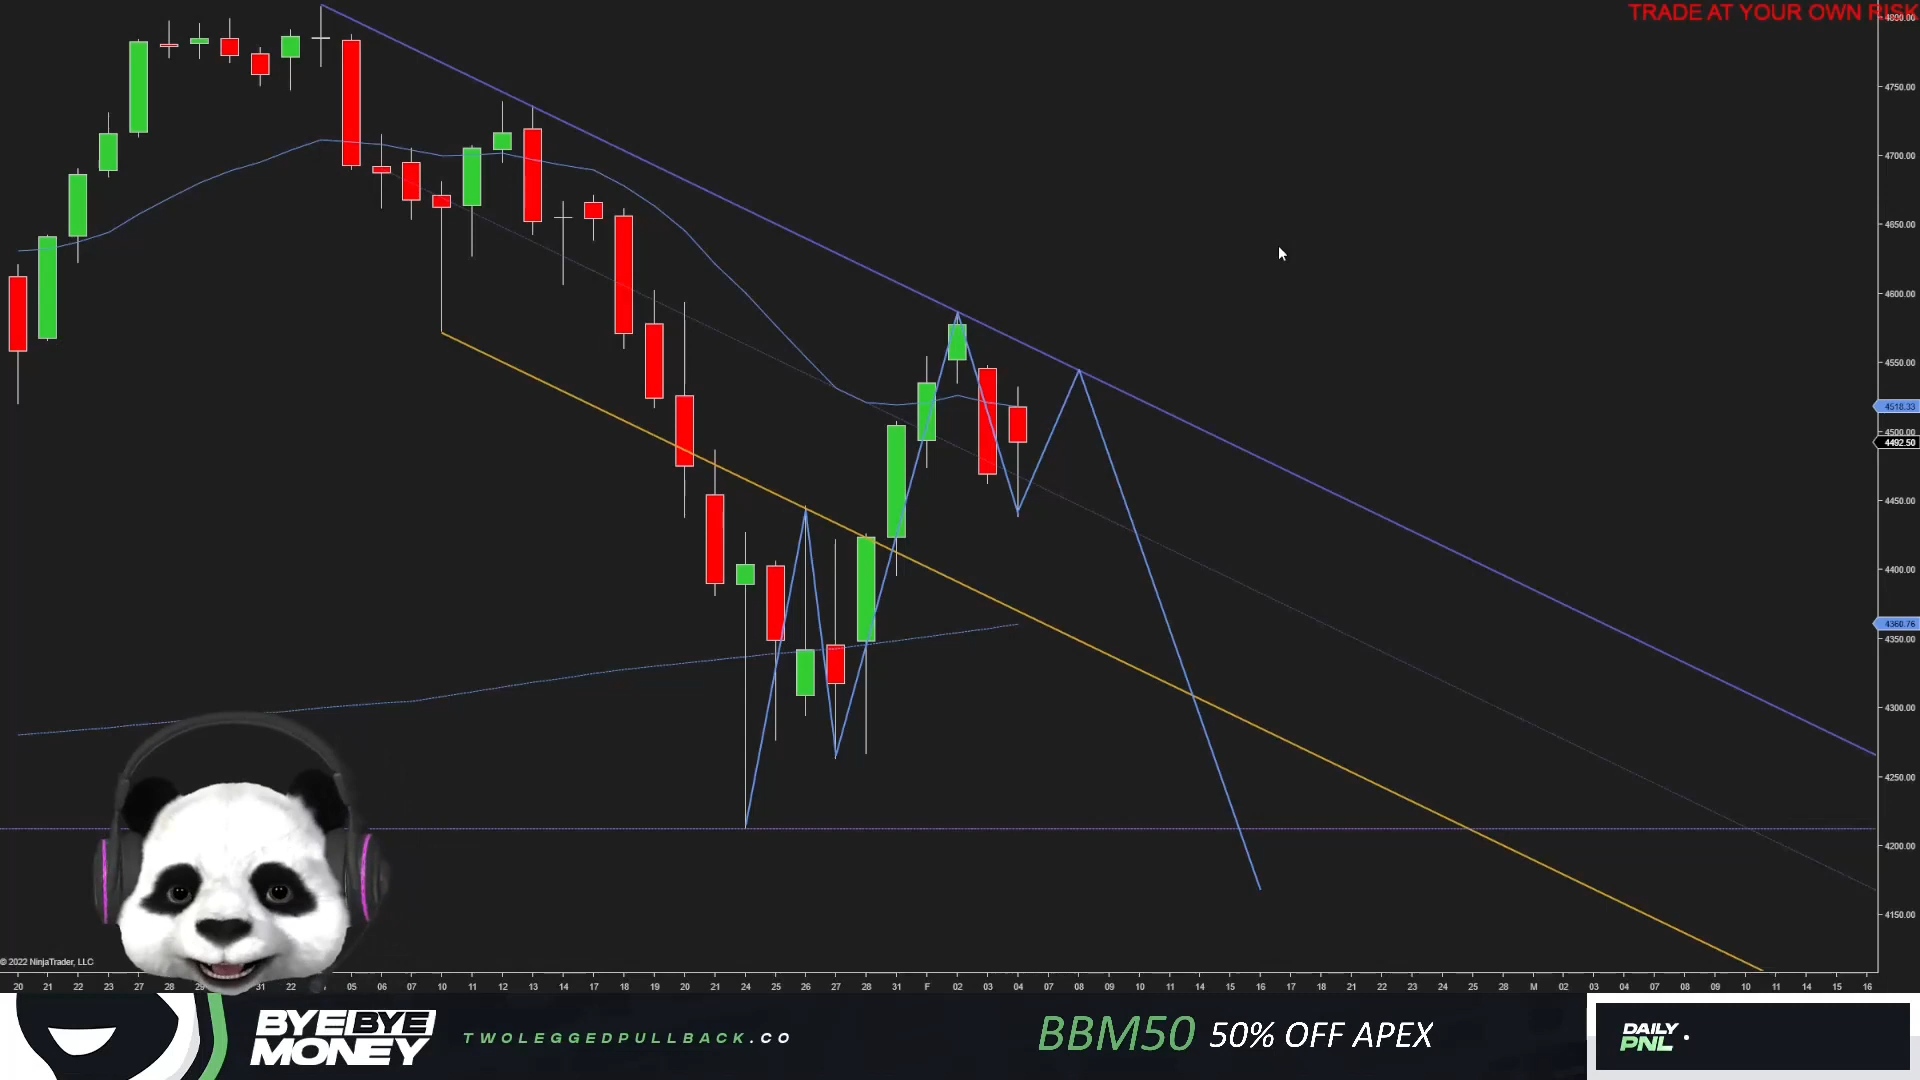 TRADE AT YOUR OWN RISK
4800.00
4750.00
4700.00
4650.00
4600.00
4550.00
4518.33
4500.00
4492.50
4450.00
4400.00
4360.76
4350.00
4300.00
4250.00
4200.00
4150.00
© 2022 NinjaTrader, LLC
20 21 22 23 27 28 29 30 31 22 05 06 07 10 11 12 13 14 17 18 19 20 21 24 25 26 27 28 31 F 02 03 04 07 08 09 10 11 14 15 16 17 18 22 23 24 25 28 M 02 03 04 07 08 09 10 11 14 15 16
BYEBYE
MONEY
TWOLEGGEDPULLBACK.CO
BBM50 50% OFF APEX
DAILY
PNL